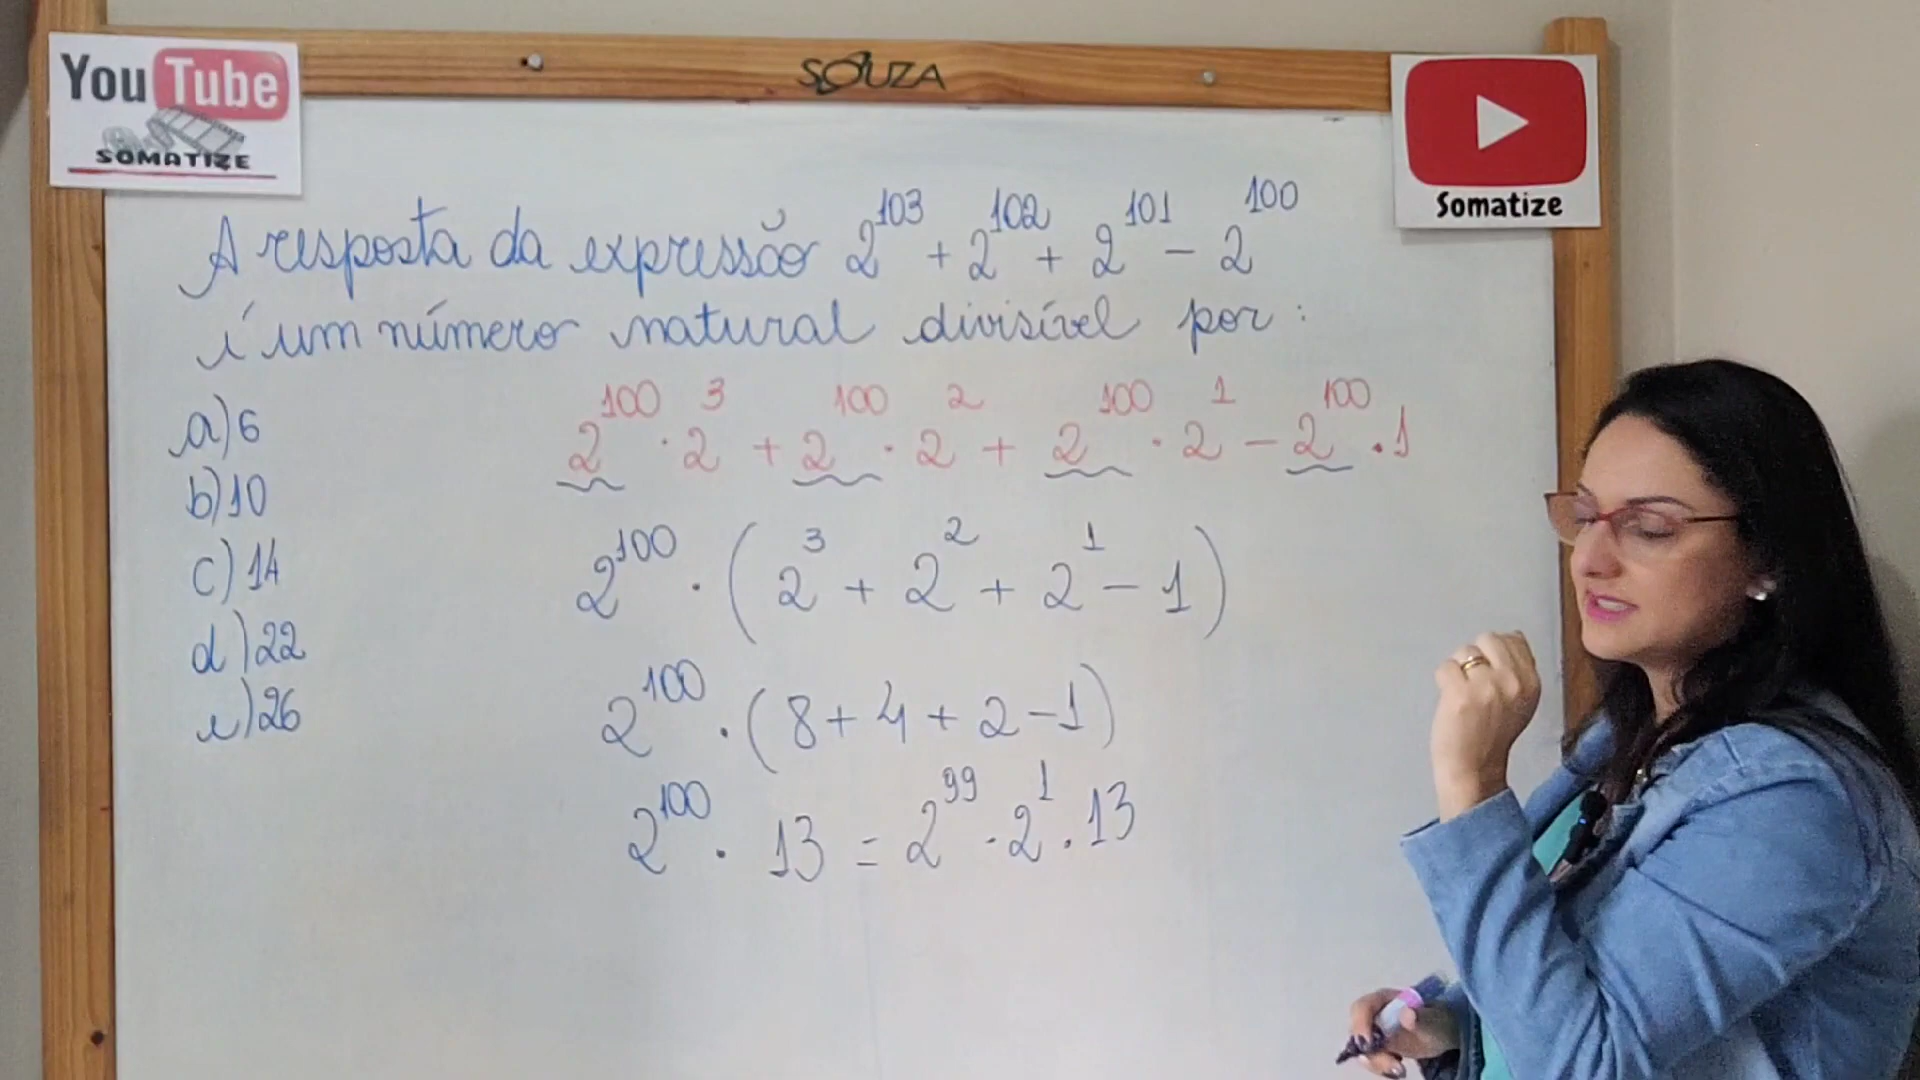 YouTube
SOMATIZE
SOUZA
Somatize
A resposta da expressão 2^103 + 2^102 + 2^101 - 2^100
é um número natural divisível por:
a) 6
b) 10
c) 14
d) 22
e) 26
2^100 · 2^3 + 2^100 · 2^2 + 2^100 · 2^1 - 2^100 · 1
2^100 · (2^3 + 2^2 + 2^1 - 1)
2^100 · (8 + 4 + 2 - 1)
2^100 · 13 = 2^99 · 2^1 · 13